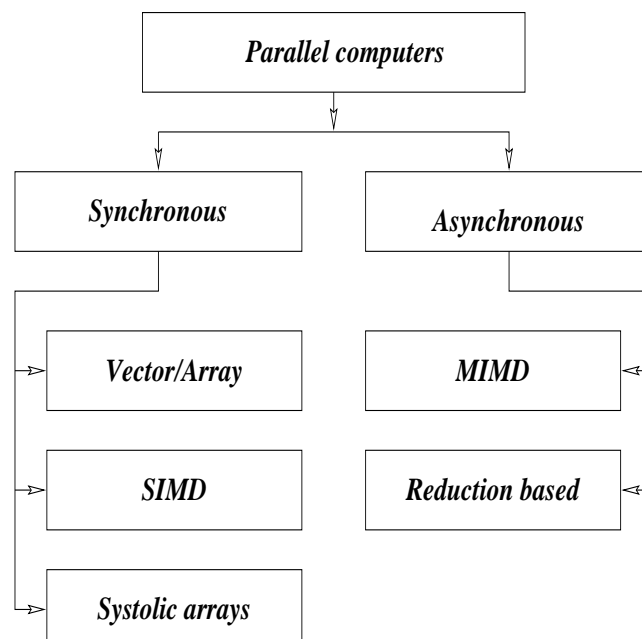 Parallel computers
Synchronous
Asynchronous
Vector/Array
MIMD
SIMD
Reduction based
Systolic arrays